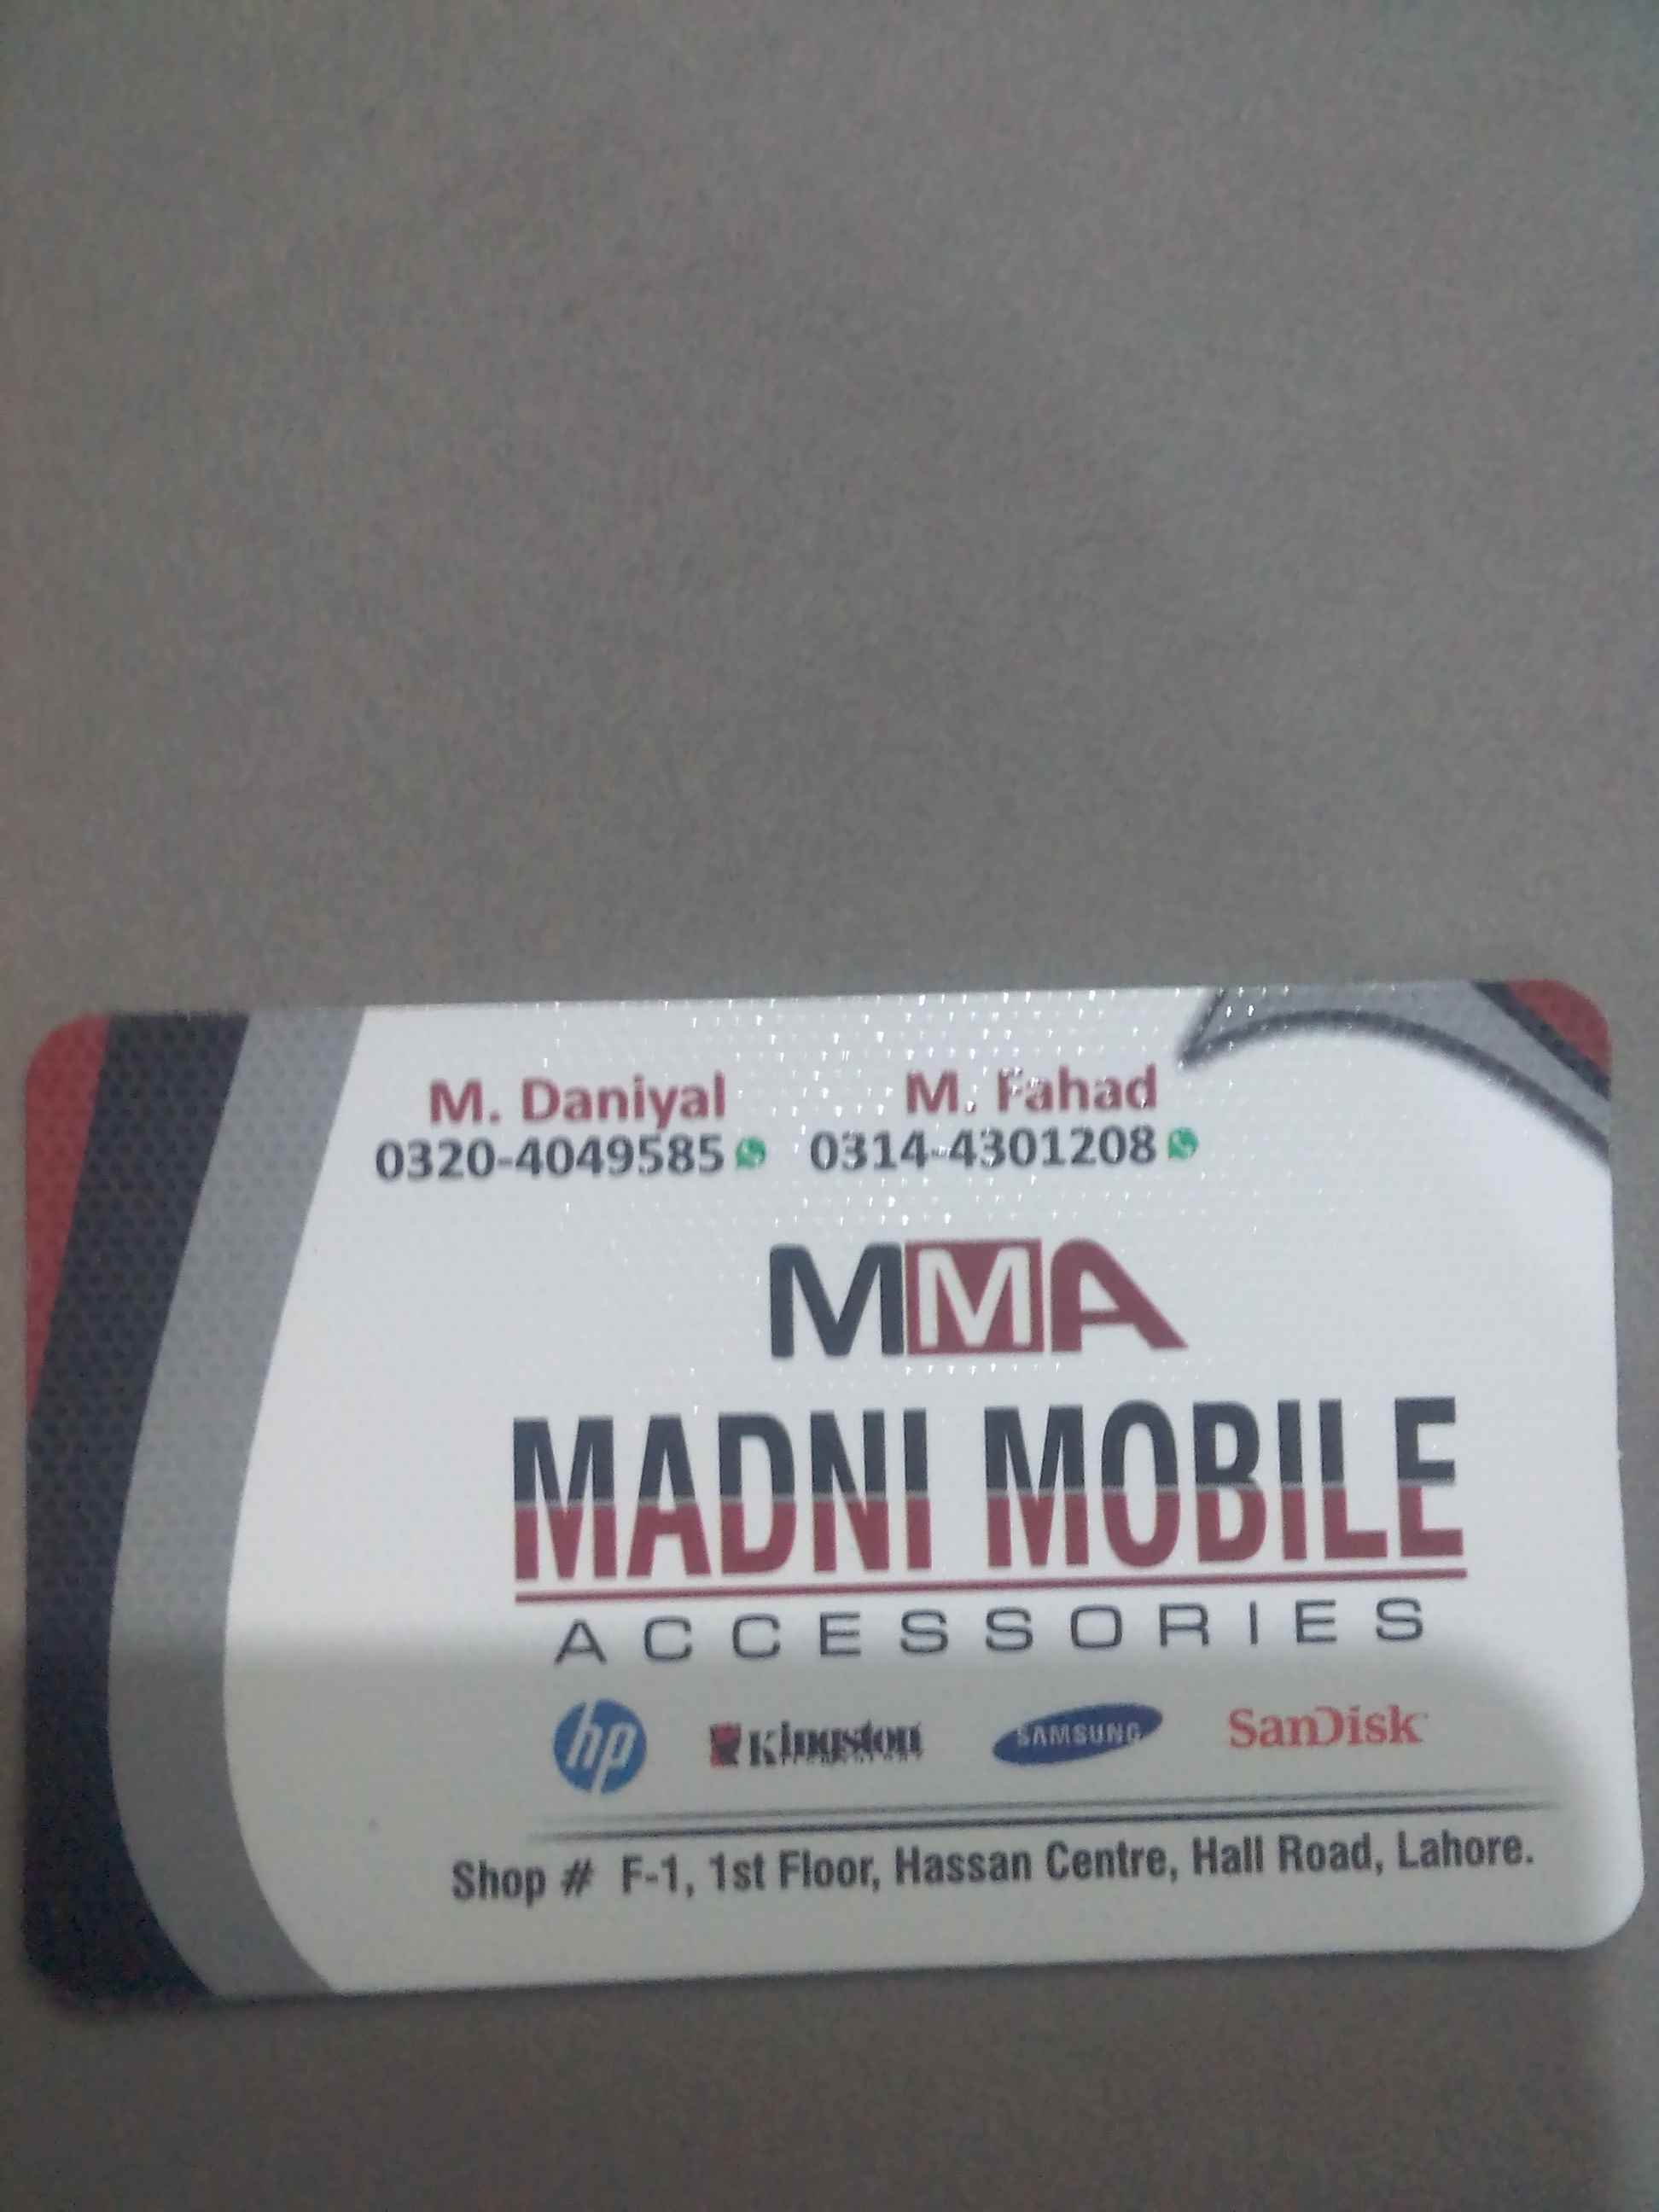 M. Daniyal M. Fahad
0320-4049585 0314-4301208
MMA
MADNI MOBILE
ACCESSORIES
hp Kingston SAMSUNG SanDisk
Shop # F-1, 1st Floor, Hassan Centre, Hall Road, Lahore.